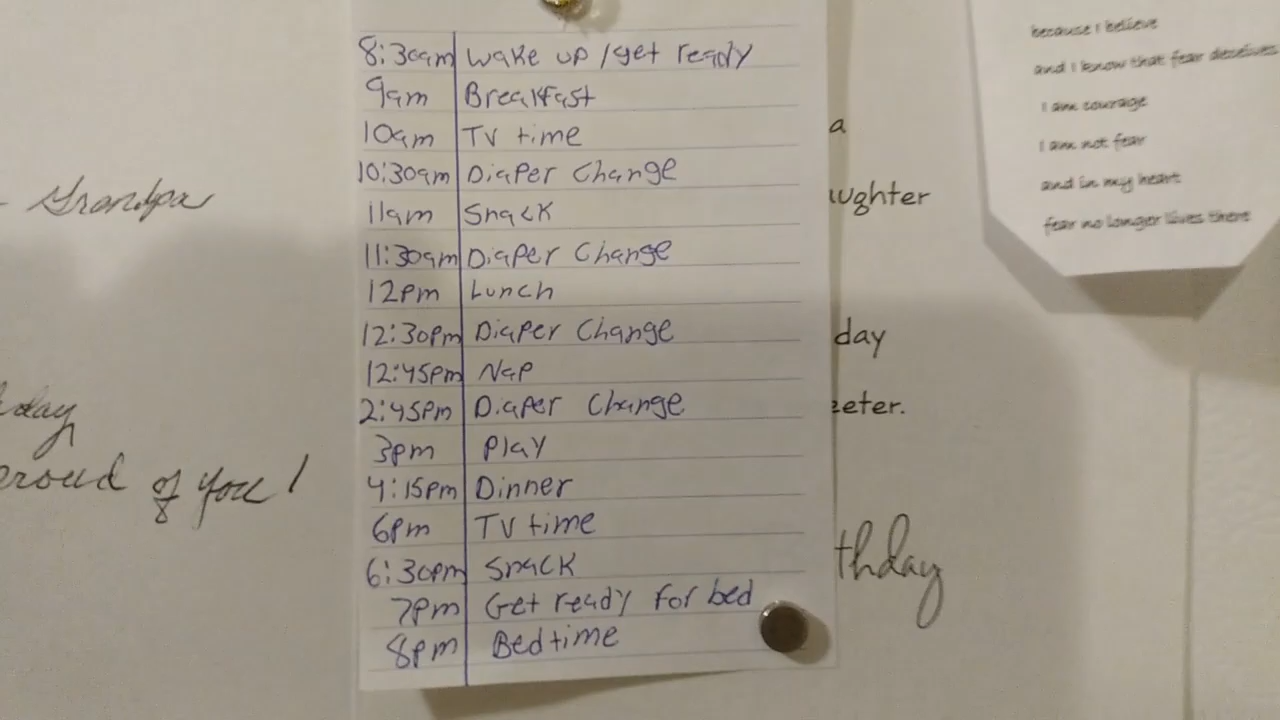 8:30am Wake up / get ready
9am Breakfast
10am TV time
10:30am Diaper Change
11am Snack
11:30am Diaper Change
12pm Lunch
12:30pm Diaper Change
12:45pm Nap
2:45pm Diaper Change
3pm Play
4:15pm Dinner
6pm TV time
6:30pm Snack
7pm Get ready for bed
8pm Bedtime
- Grandpa
day
proud of you!
a
ughter
day
eeter.
thday
because I believe
and I know that fear deceives
I am courage
I am not fear
and in my heart
fear no longer lives there